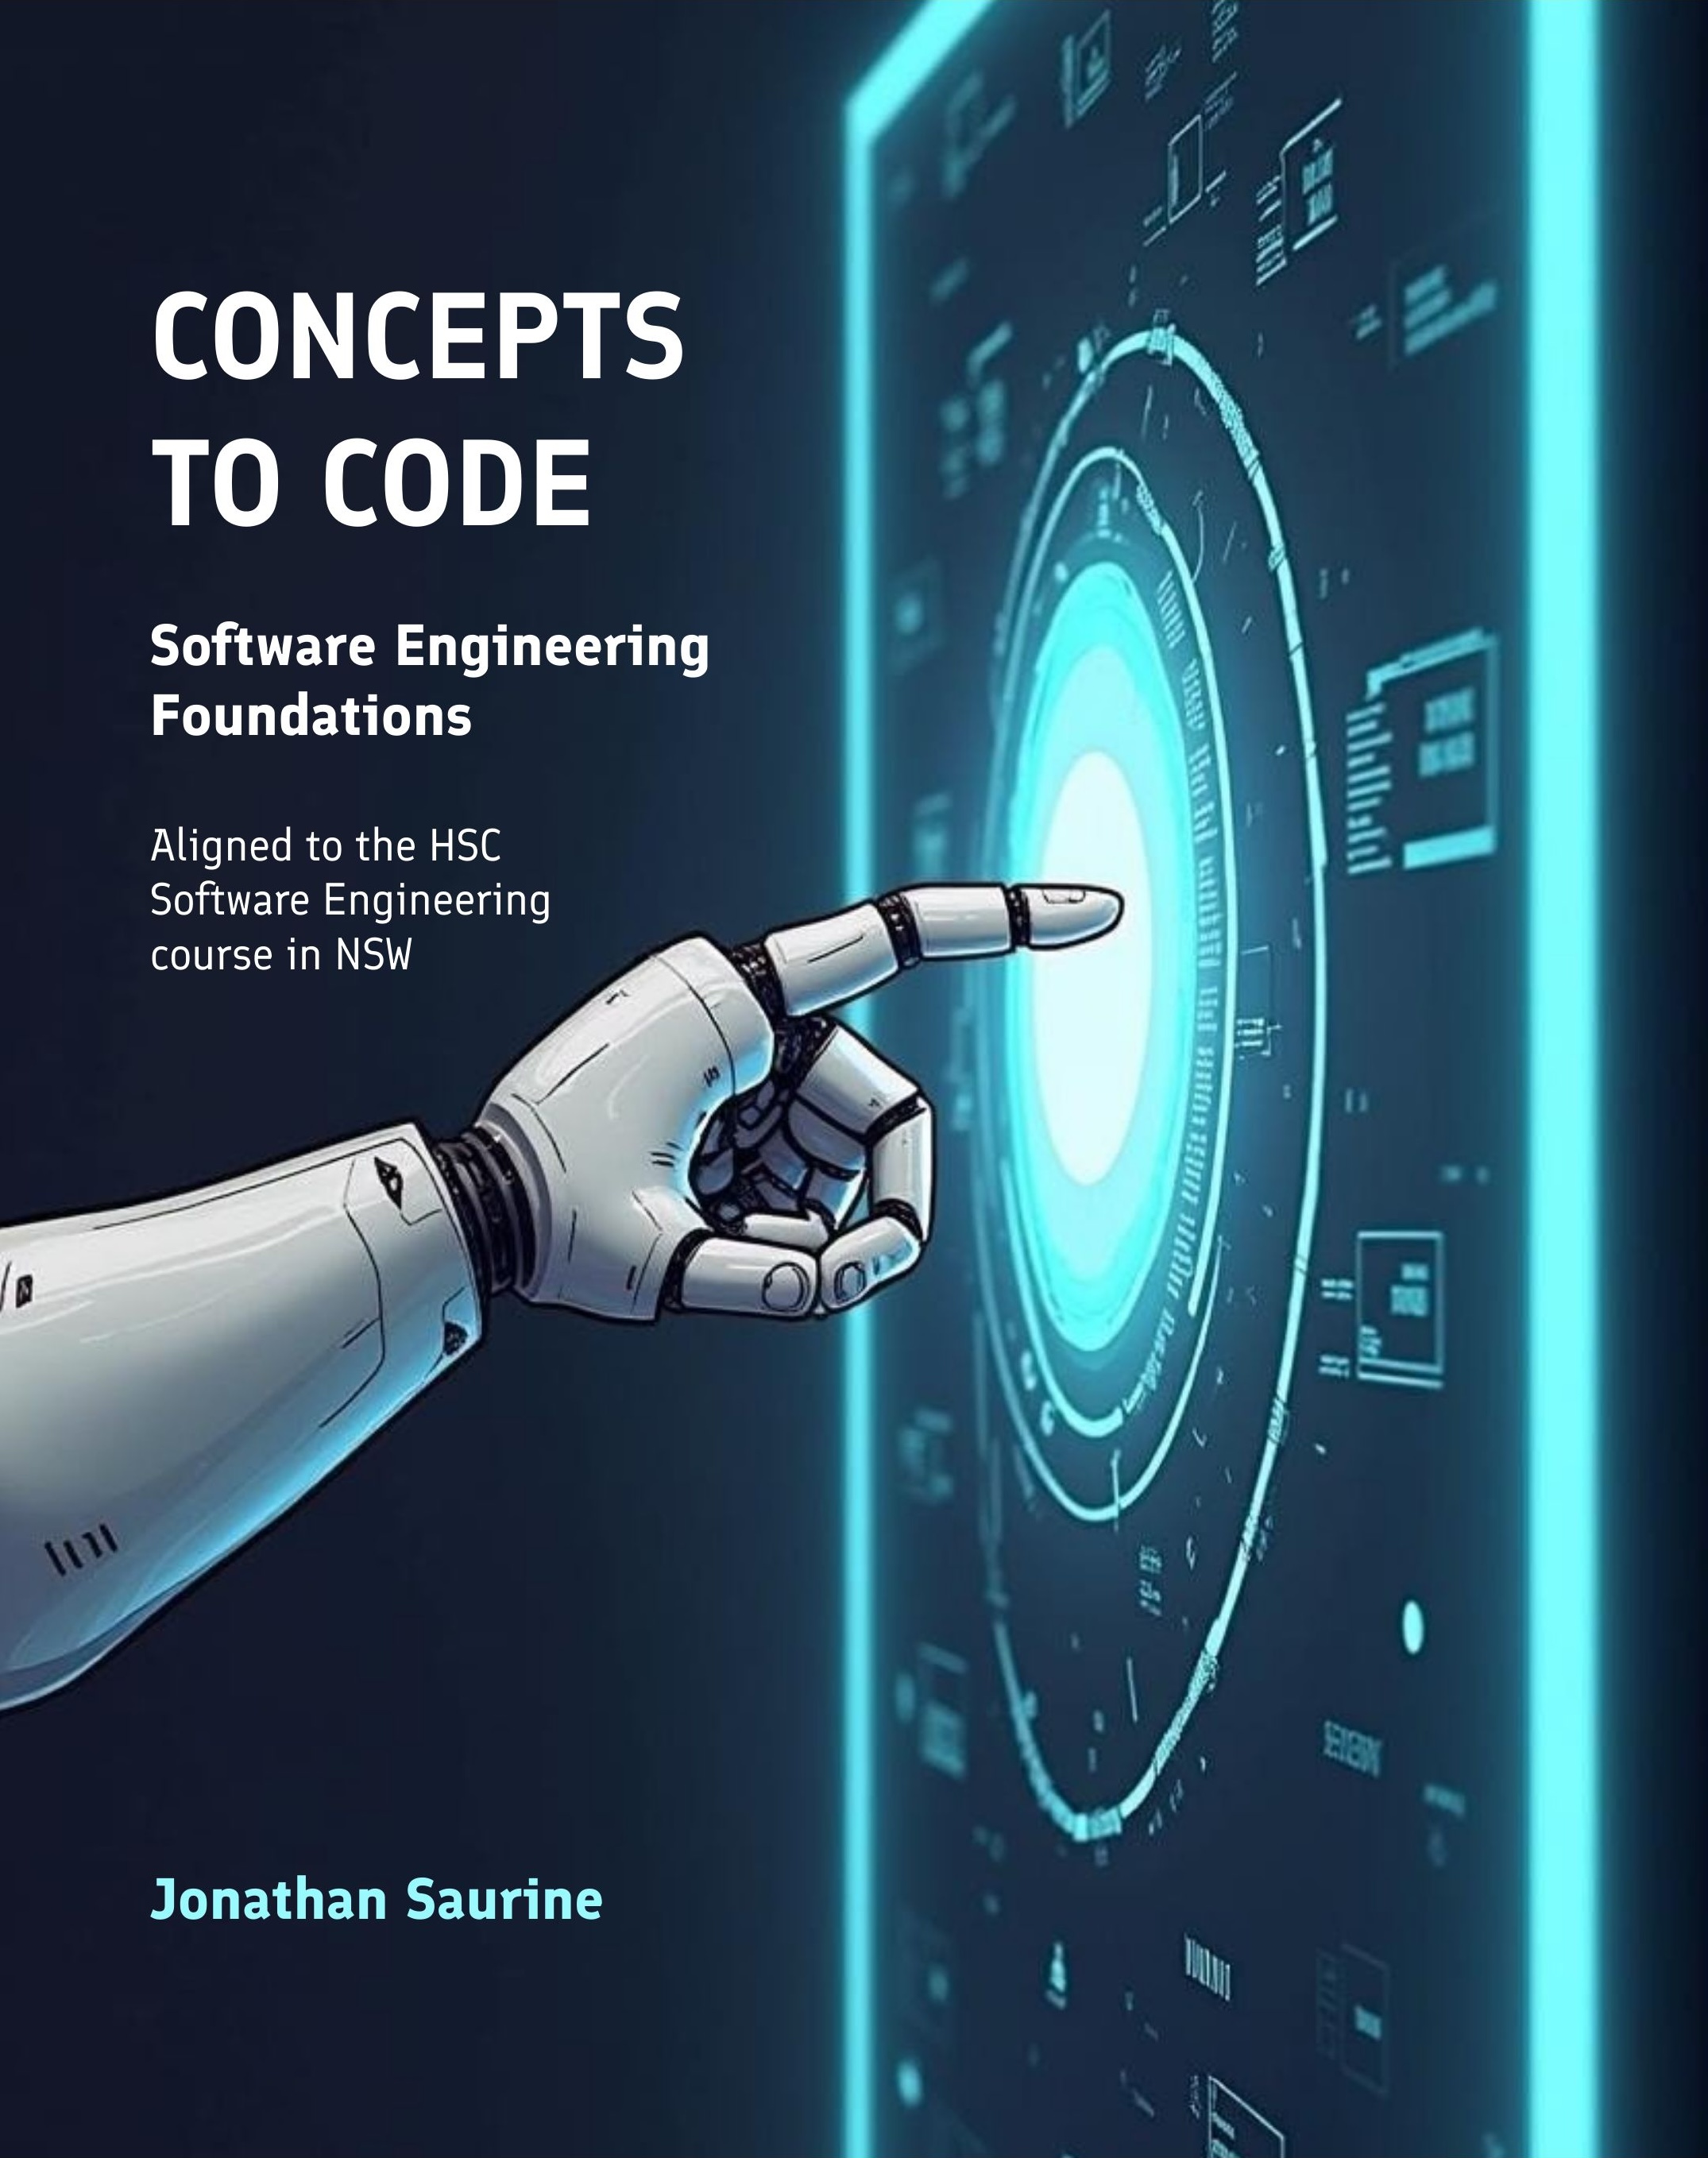 CONCEPTS
TO CODE
Software Engineering
Foundations
Aligned to the HSC
Software Engineering
course in NSW
Jonathan Saurine